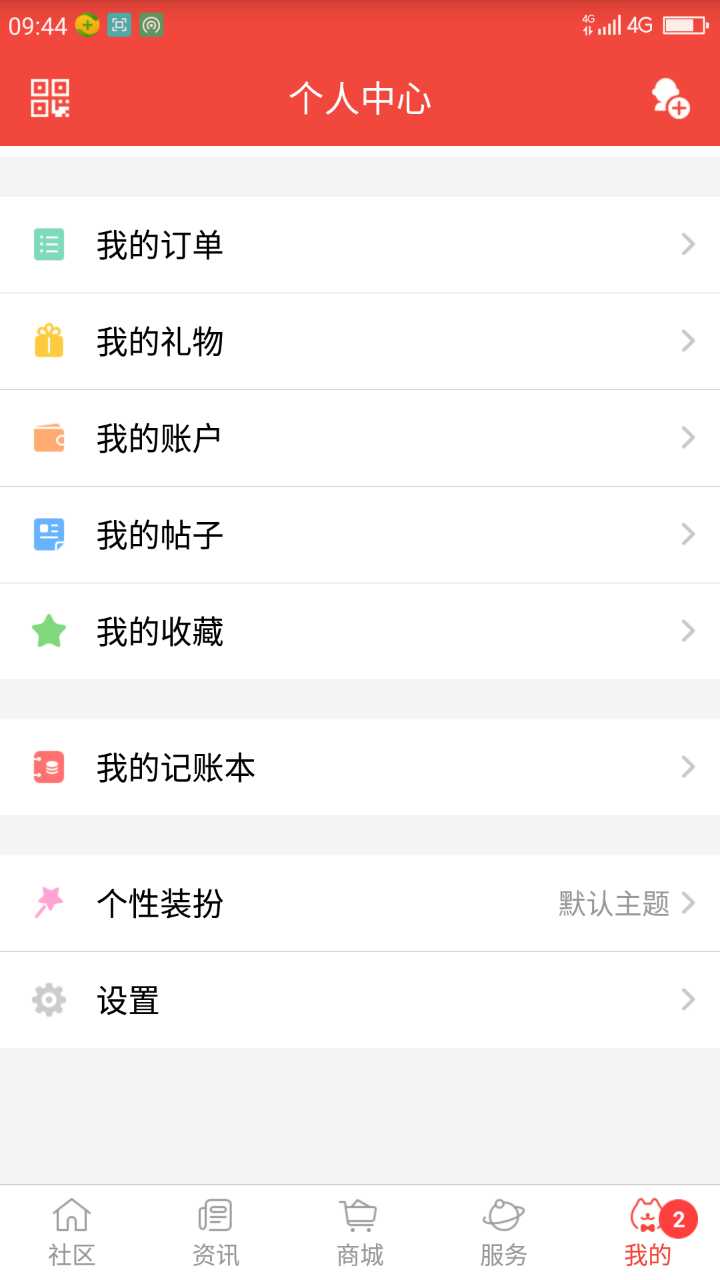 09:44
4G 4G
个人中心
我的订单
我的礼物
我的账户
我的帖子
我的收藏
我的记账本
个性装扮 默认主题
设置
2
社区 资讯 商城 服务 我的